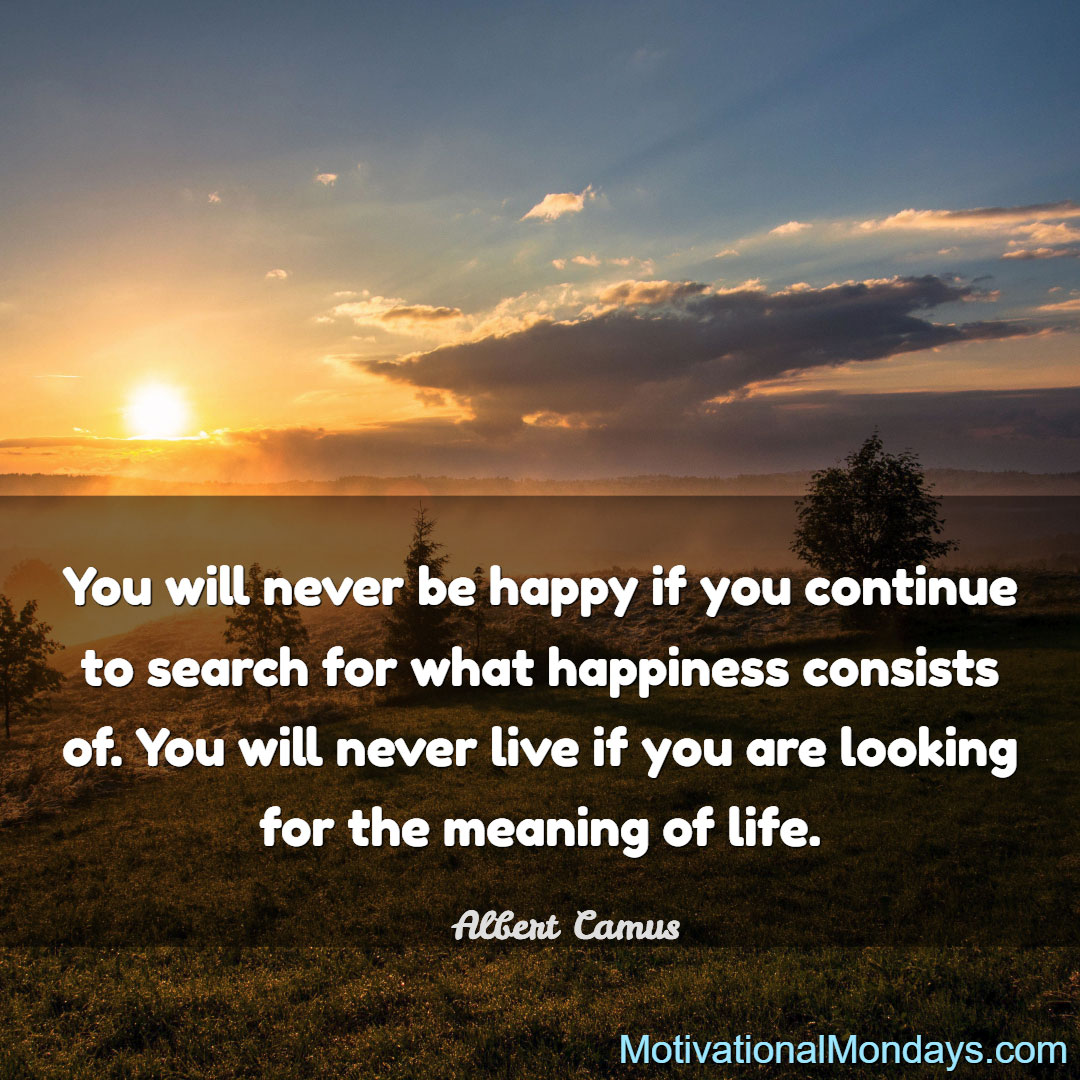 You will never be happy if you continue
to search for what happiness consists
of. You will never live if you are looking
for the meaning of life.
Albert Camus
MotivationalMondays.com